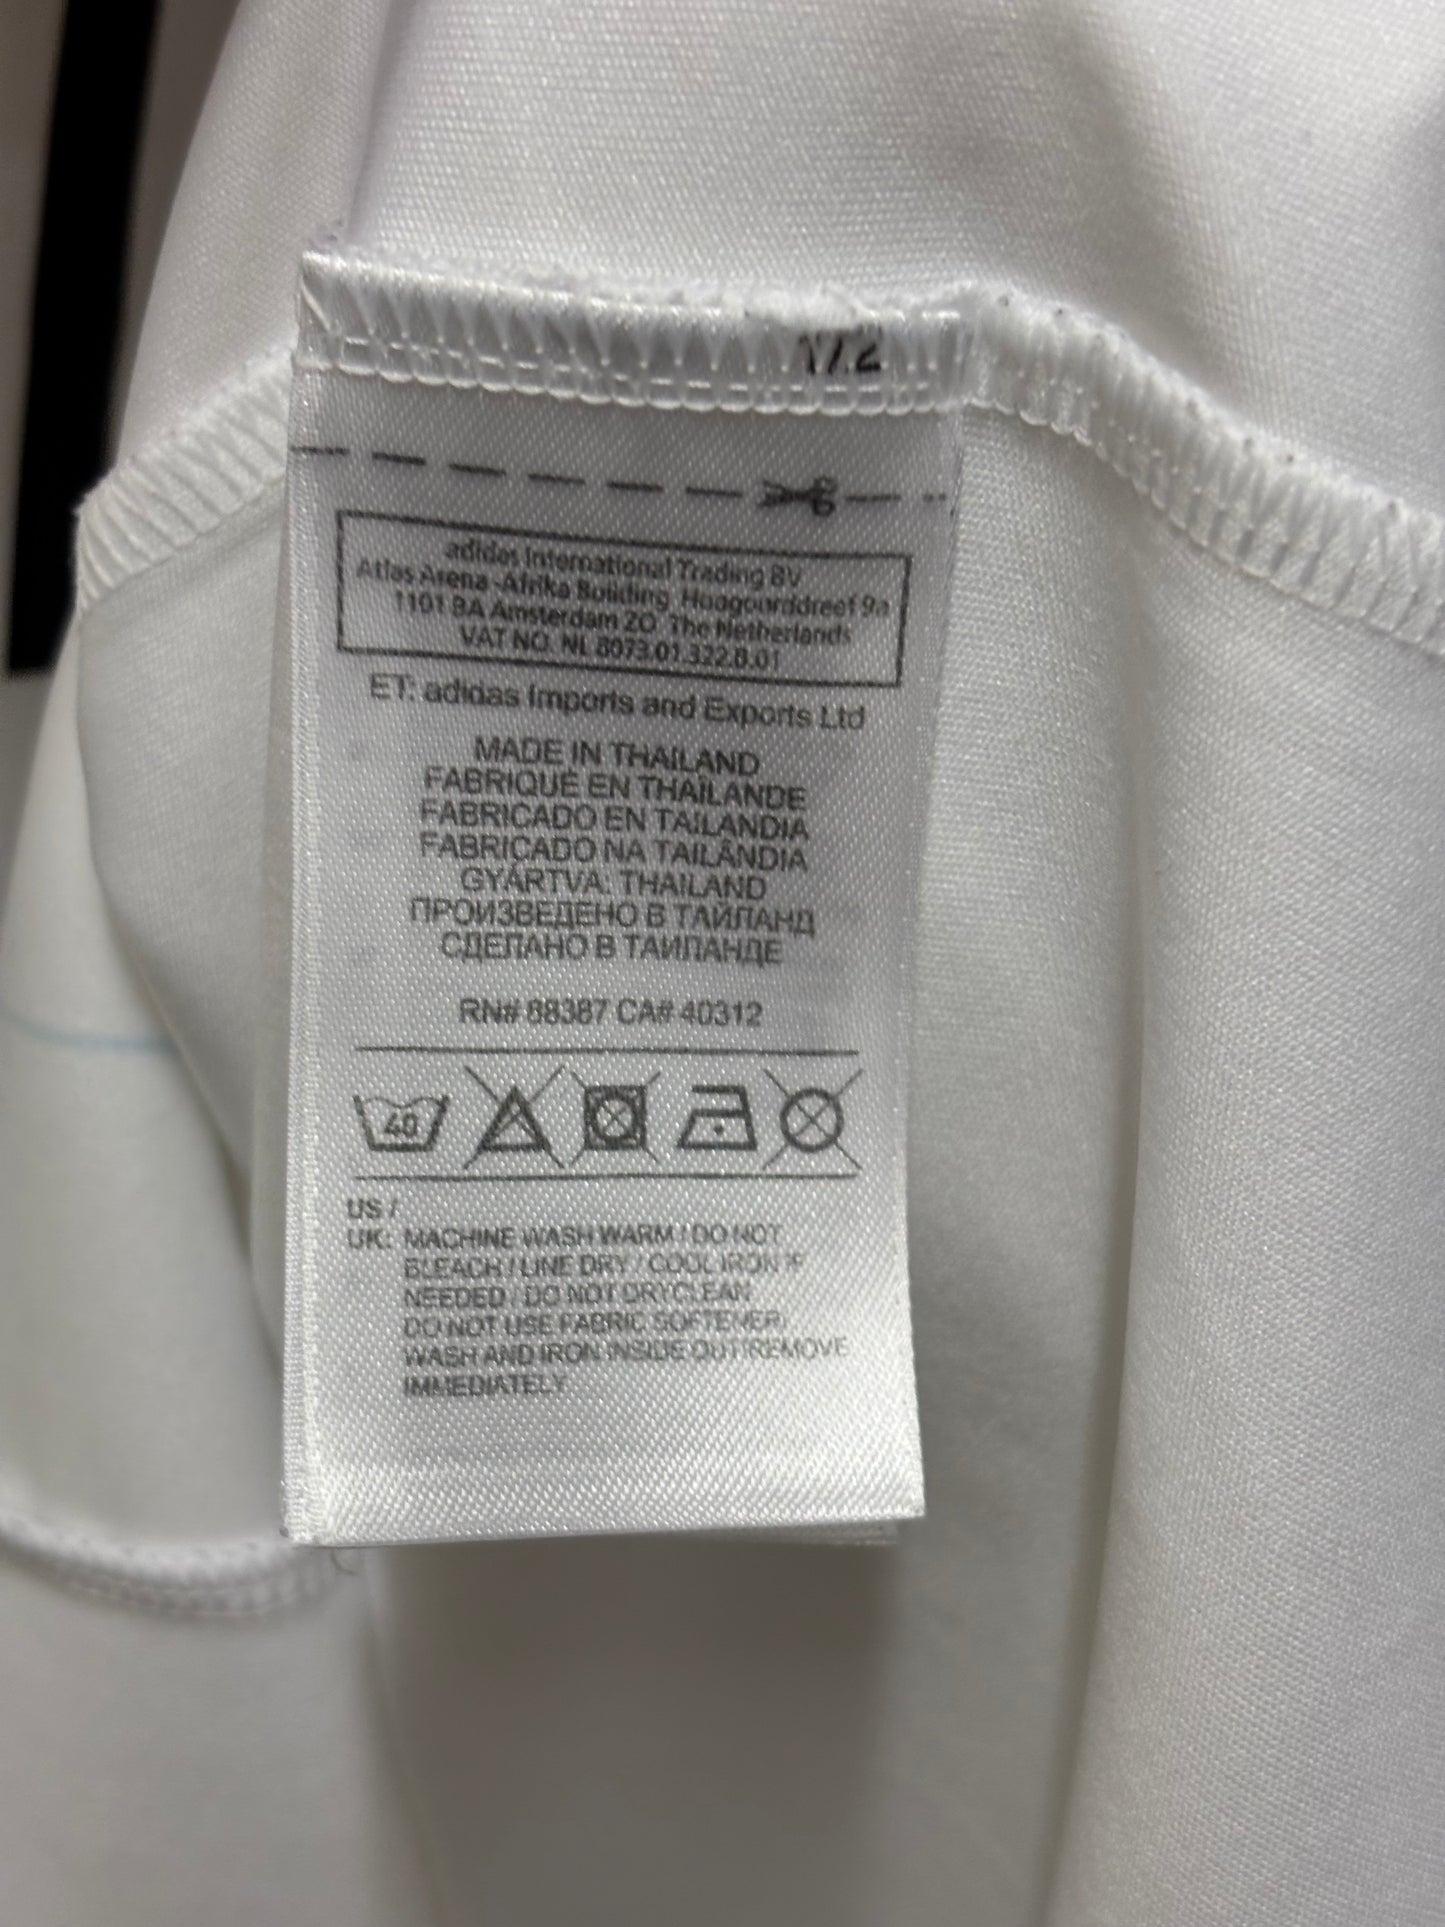 1/2
adidas International Trading BV
Atlas Arena -Afrika Building, Hoogoorddreef 9a
1101 BA Amsterdam ZO The Netherlands
VAT NO. NL 8073.01.322.B.01
ET: adidas Imports and Exports Ltd
MADE IN THAILAND
FABRIQUÉ EN THAÏLANDE
FABRICADO EN TAILANDIA
FABRICADO NA TAILÂNDIA
GYÁRTVA: THAILAND
ПРОИЗВЕДЕНО В ТАЙЛАНД
СДЕЛАНО В ТАИЛАНДЕ
RN# 88387 CA# 40312
40
US /
UK: MACHINE WASH WARM / DO NOT
BLEACH / LINE DRY / COOL IRON IF
NEEDED / DO NOT DRYCLEAN
DO NOT USE FABRIC SOFTENER/
WASH AND IRON INSIDE OUT/REMOVE
IMMEDIATELY